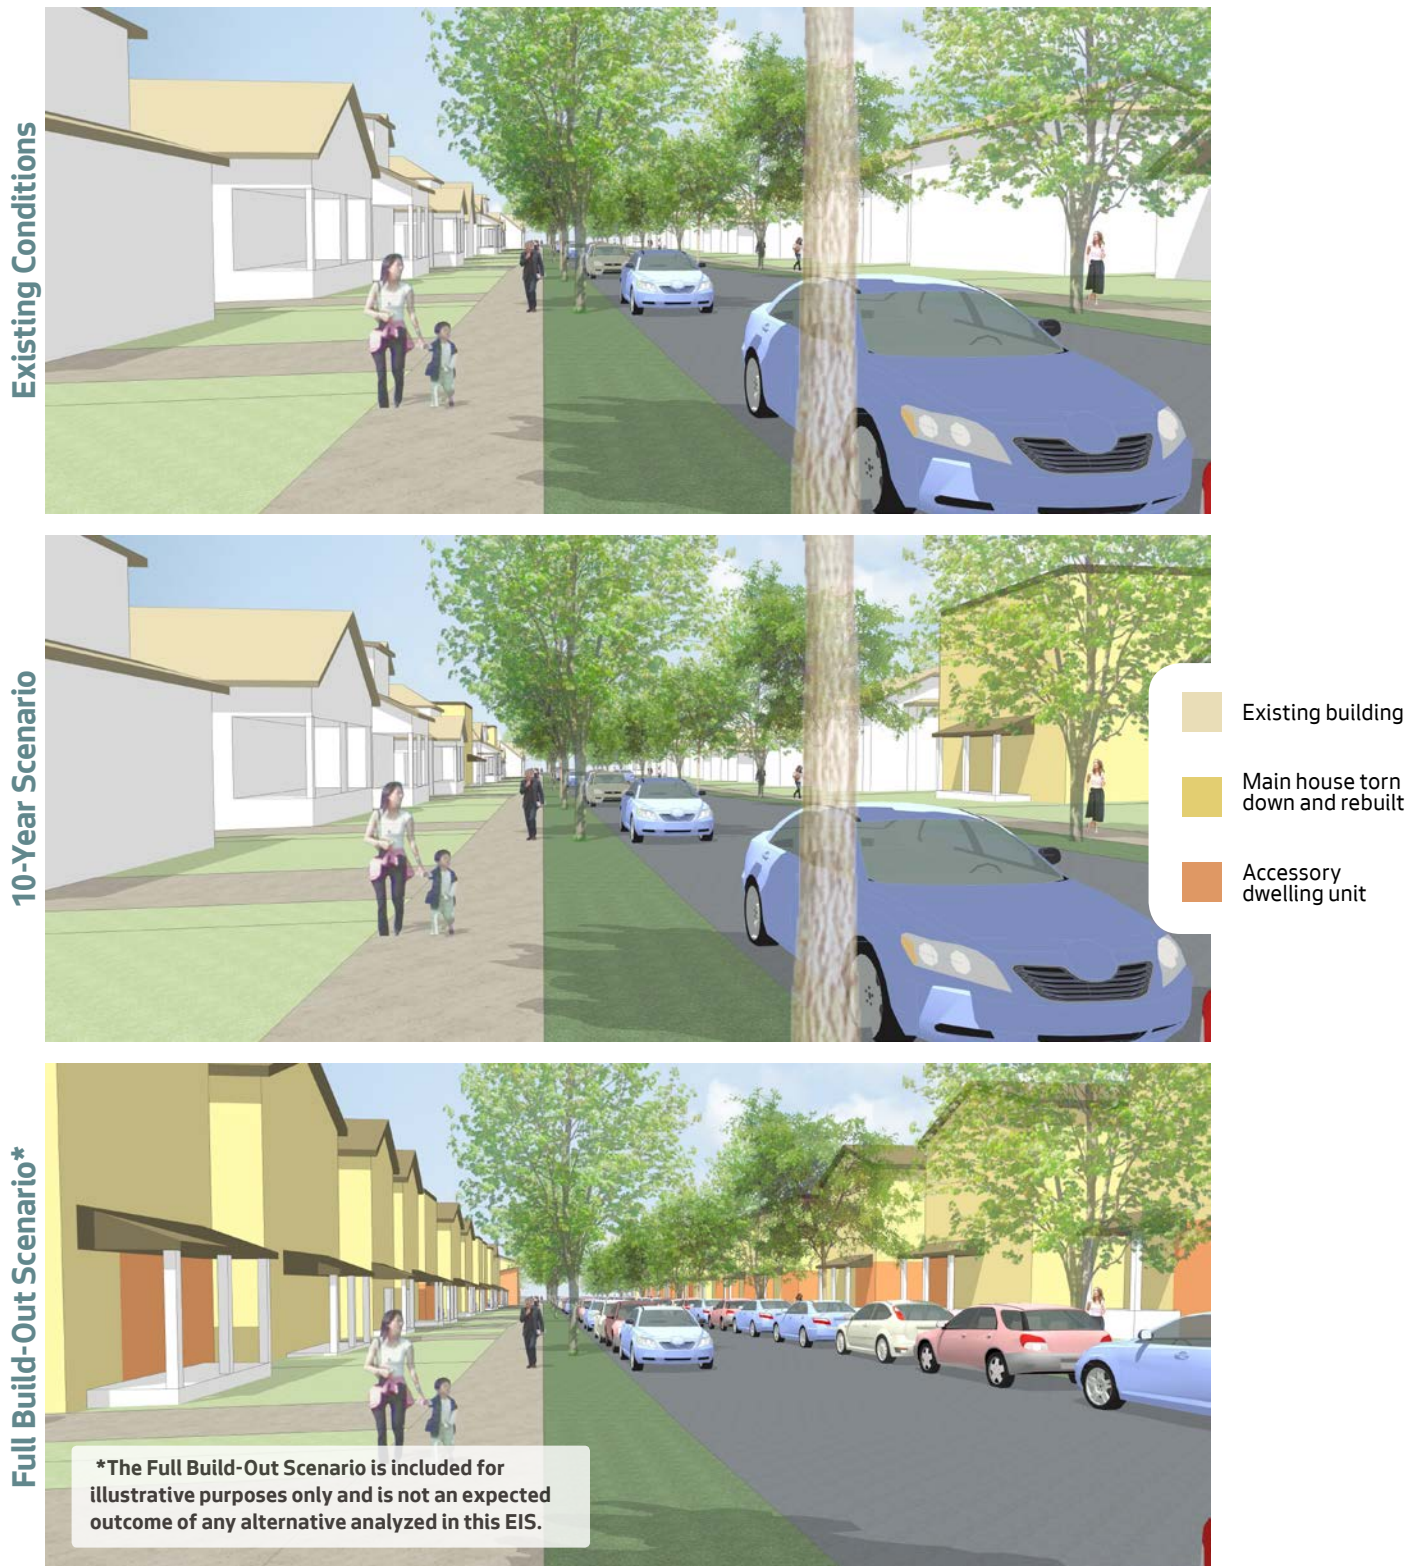 Existing Conditions
10-Year Scenario
Existing building
Main house torn
down and rebuilt
Accessory
dwelling unit
Full Build-Out Scenario*
*The Full Build-Out Scenario is included for
illustrative purposes only and is not an expected
outcome of any alternative analyzed in this EIS.